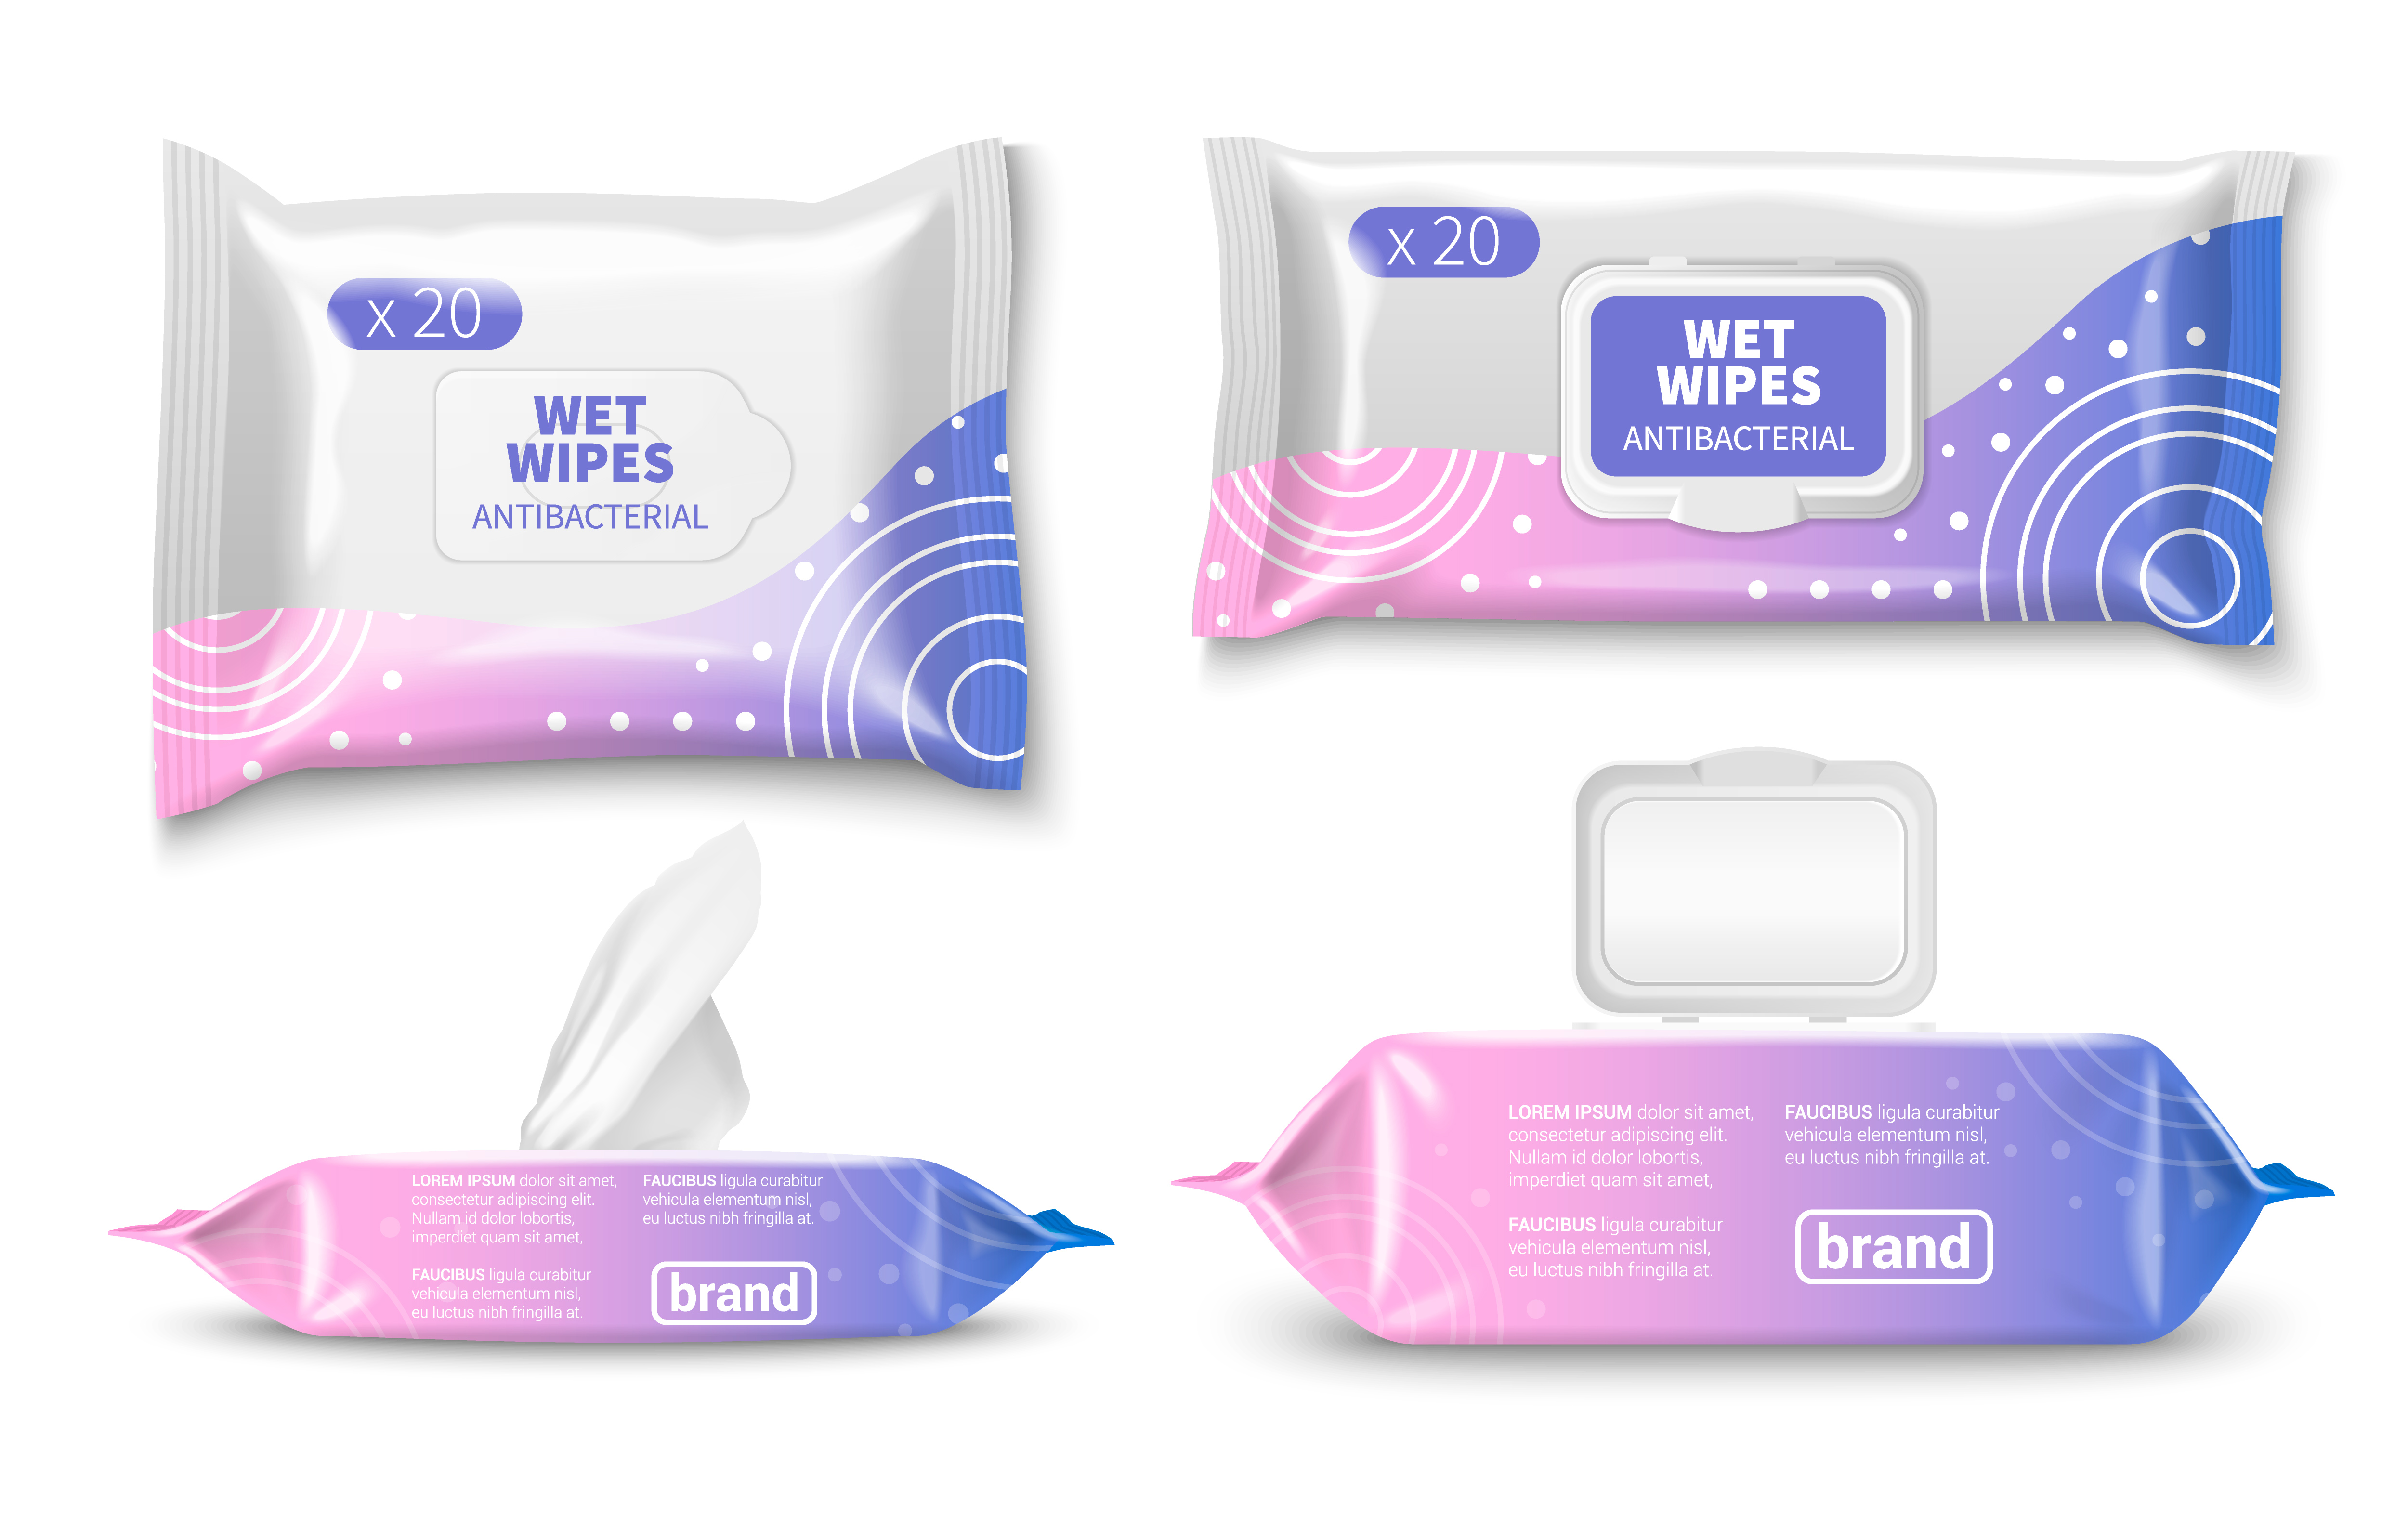 x 20
WET
WIPES
ANTIBACTERIAL
x 20
WET
WIPES
ANTIBACTERIAL
LOREM IPSUM dolor sit amet,
consectetur adipiscing elit.
Nullam id dolor lobortis,
imperdiet quam sit amet,
FAUCIBUS ligula curabitur
vehicula elementum nisl,
eu luctus nibh fringilla at.
FAUCIBUS ligula curabitur
vehicula elementum nisl,
eu luctus nibh fringilla at.
brand
LOREM IPSUM dolor sit amet,
consectetur adipiscing elit.
Nullam id dolor lobortis,
imperdiet quam sit amet,
FAUCIBUS ligula curabitur
vehicula elementum nisl,
eu luctus nibh fringilla at.
FAUCIBUS ligula curabitur
vehicula elementum nisl,
eu luctus nibh fringilla at.
brand